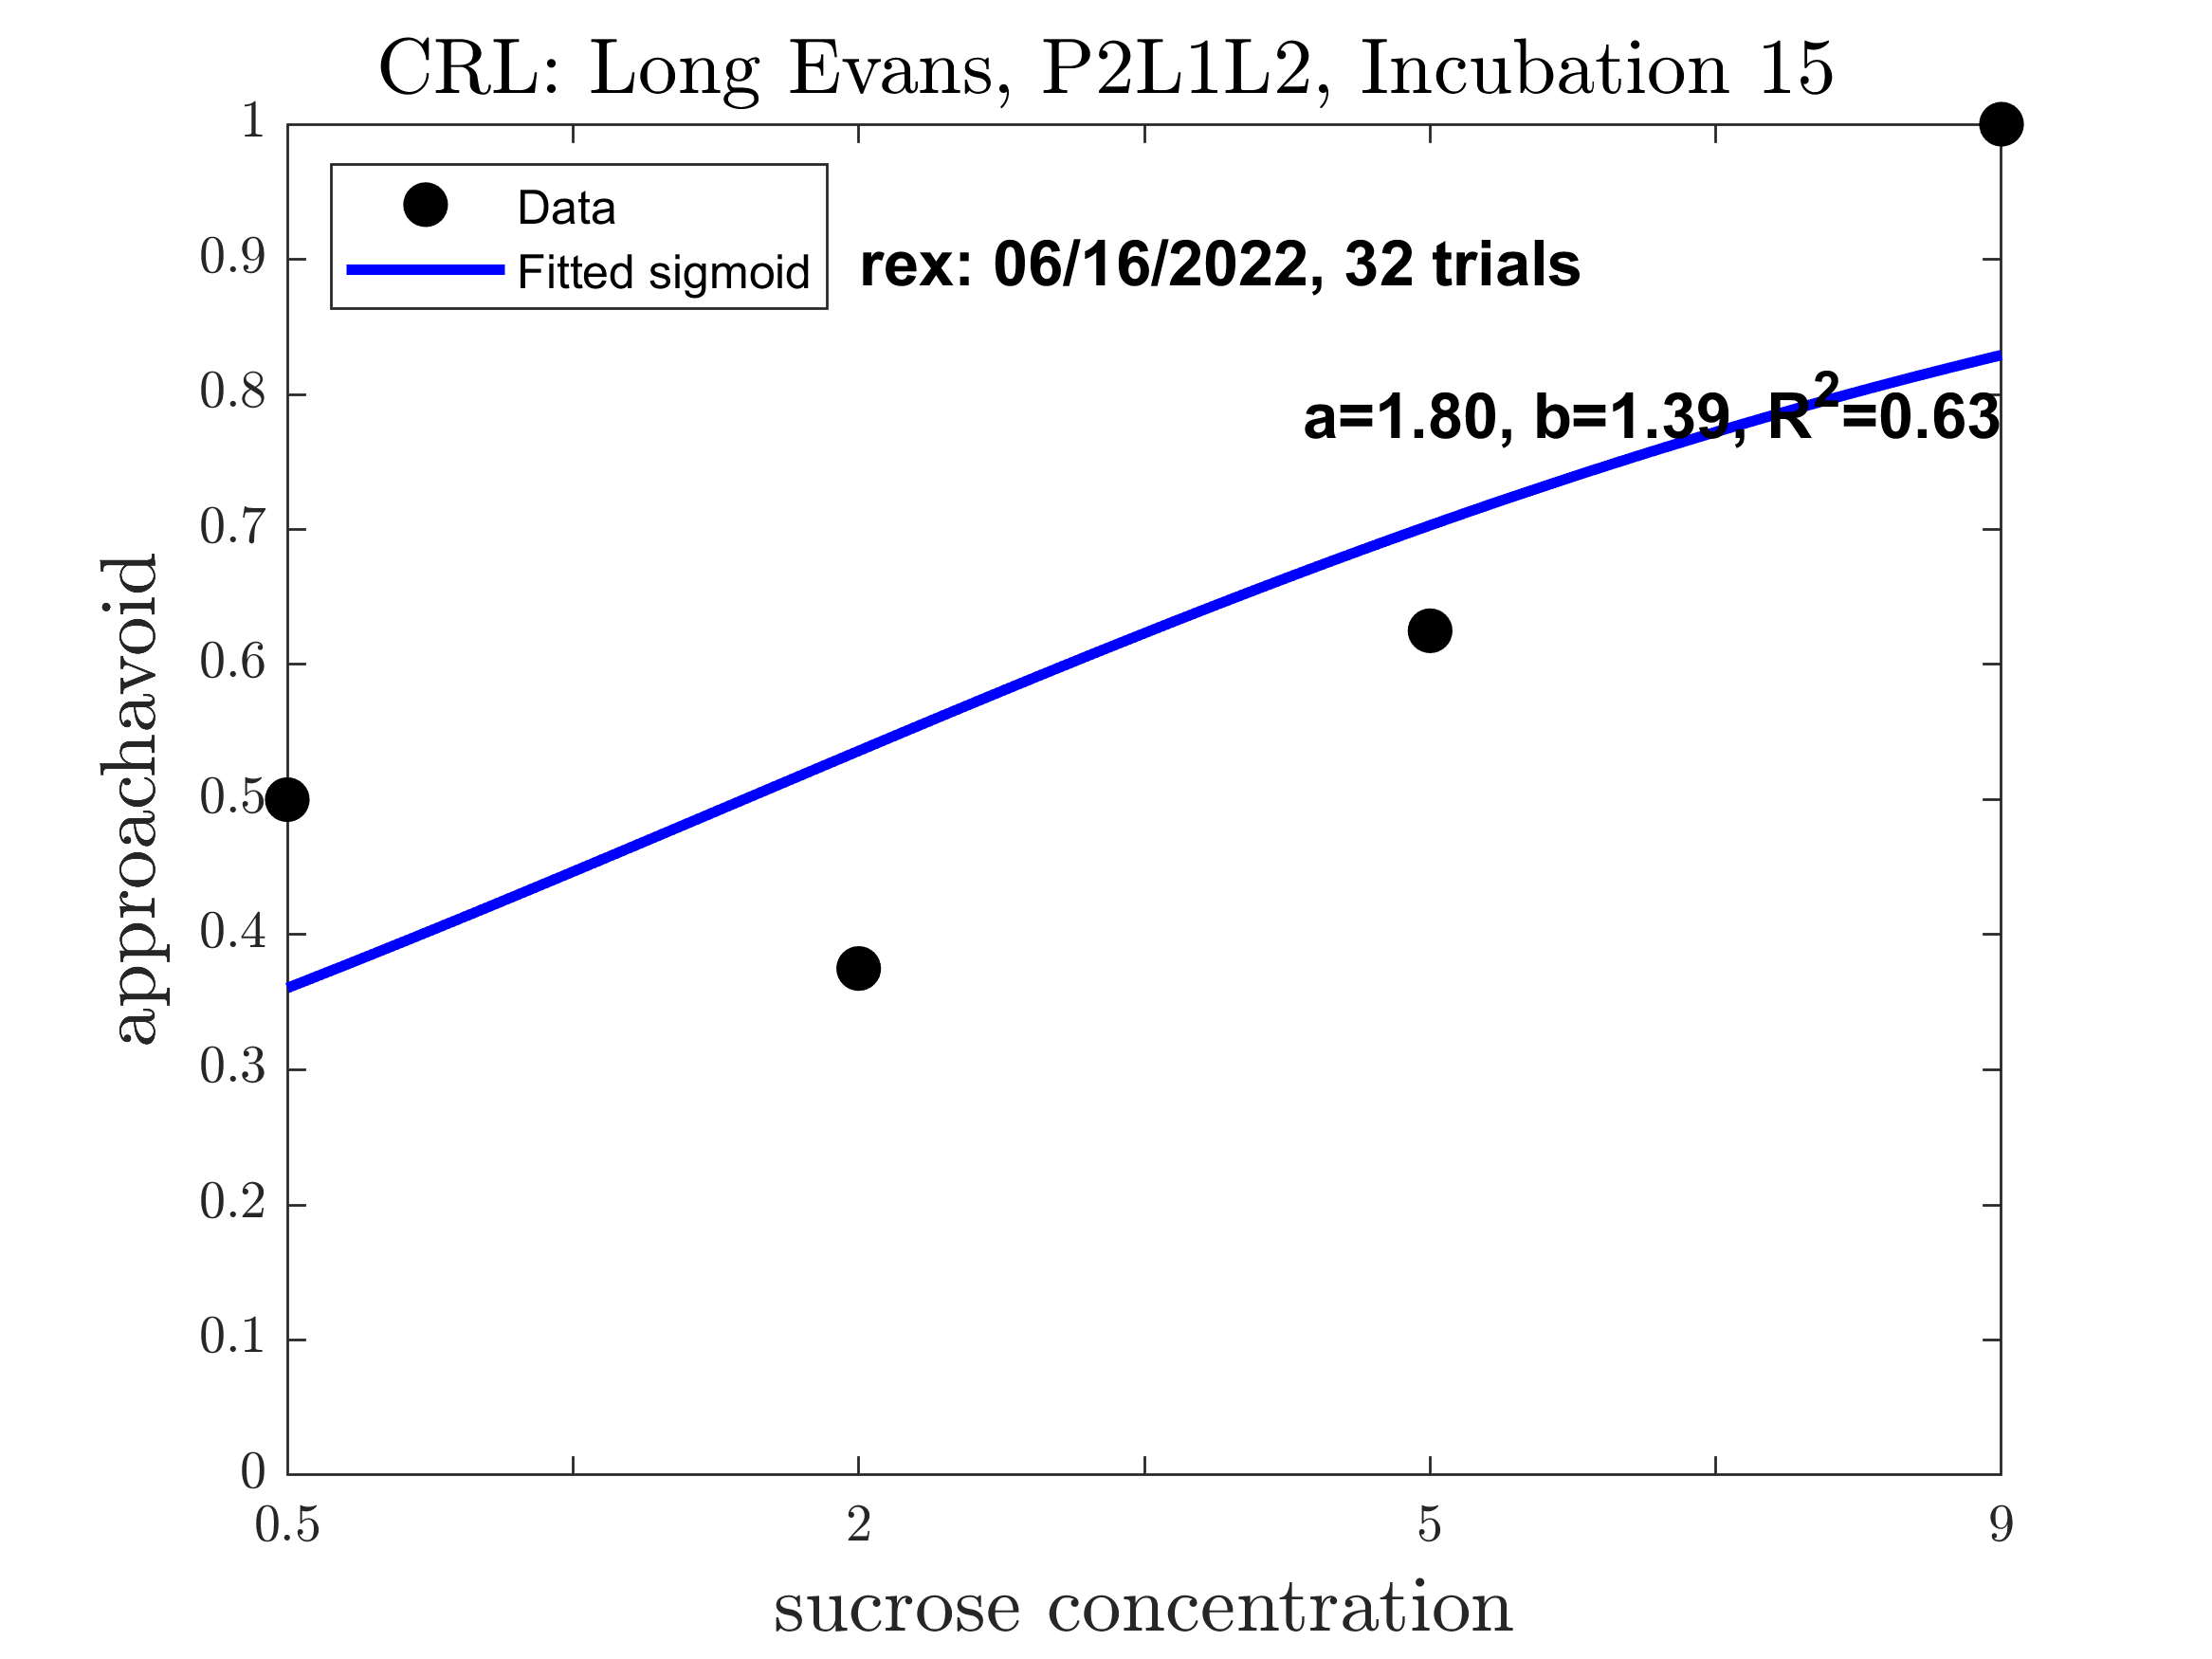 CRL: Long Evans, P2L1L2, Incubation 15
1
0.9
0.8
0.7
0.6
0.5
0.4
0.3
0.2
0.1
0
approachavoid
Data
Fitted sigmoid
rex: 06/16/2022, 32 trials
a=1.80, b=1.39, R²=0.63
0.5 2 5 9
sucrose concentration